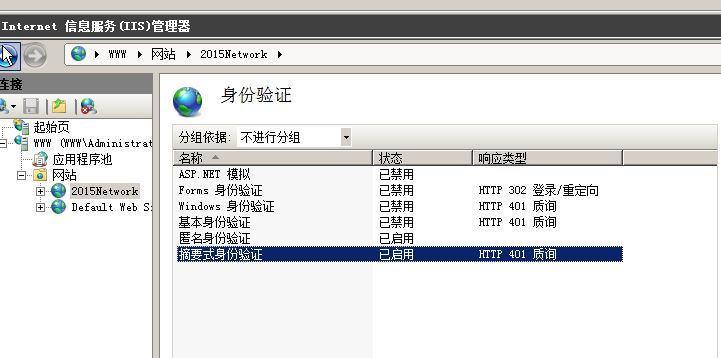 Internet 信息服务(IIS)管理器
WWW 网站 2015Network
连接
起始页
WWW (WWW\Administrat
应用程序池
网站
2015Network
Default Web S
身份验证
分组依据: 不进行分组
名称 状态 响应类型
ASP.NET 模拟 已禁用
Forms 身份验证 已禁用 HTTP 302 登录/重定向
Windows 身份验证 已禁用 HTTP 401 质询
基本身份验证 已禁用 HTTP 401 质询
匿名身份验证 已启用
摘要式身份验证 已启用 HTTP 401 质询